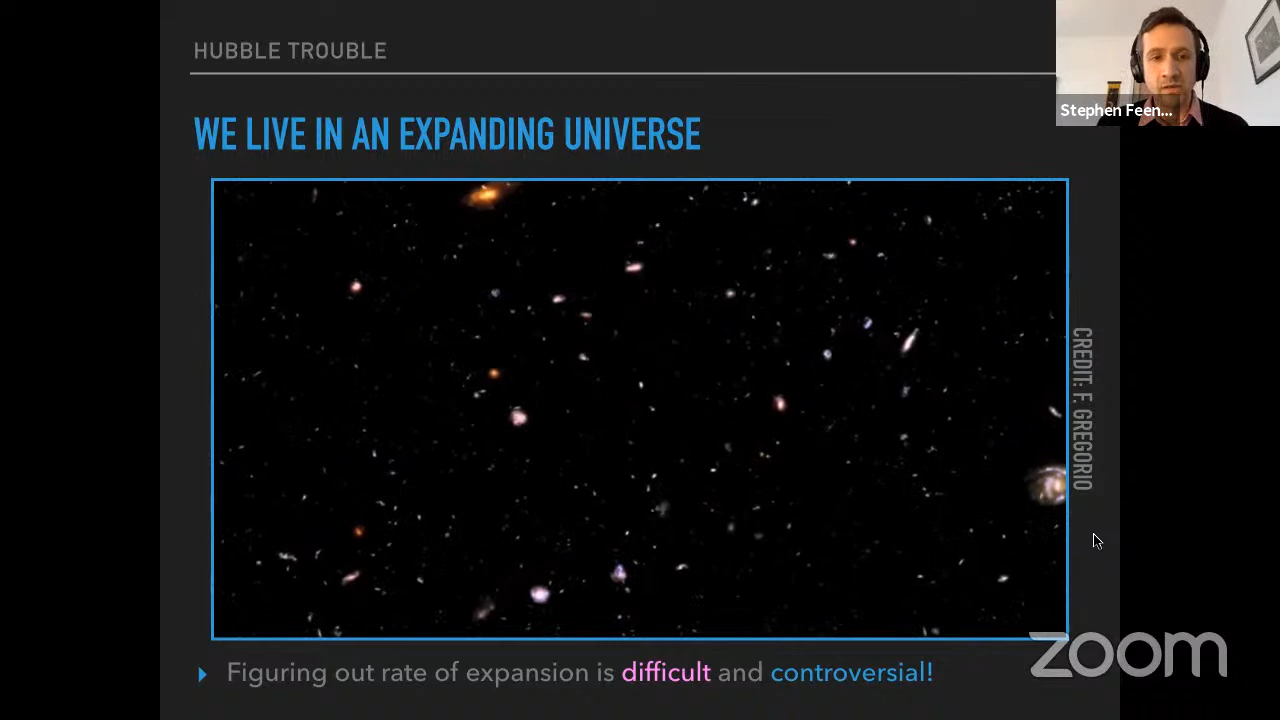 HUBBLE TROUBLE
Stephen Feen...
WE LIVE IN AN EXPANDING UNIVERSE
CREDIT: F. GREGORIO
Figuring out rate of expansion is difficult and controversial!
zoom